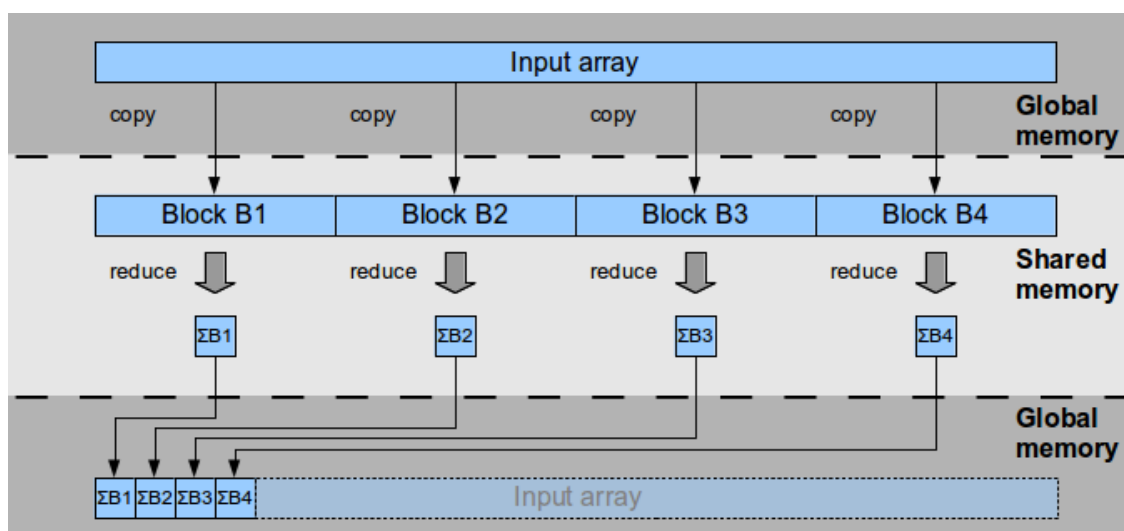 Input array
copy copy copy copy
Global
memory
Block B1 Block B2 Block B3 Block B4
reduce reduce reduce reduce
Shared
memory
ΣB1 ΣB2 ΣB3 ΣB4
Global
memory
ΣB1 ΣB2 ΣB3 ΣB4 Input array